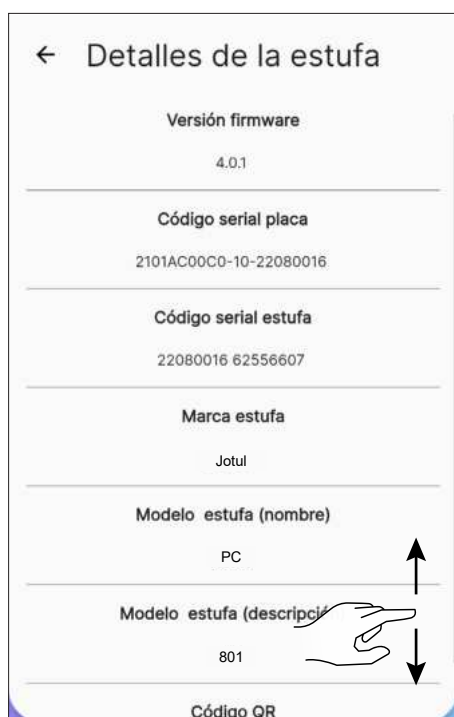 ← Detalles de la estufa
Versión firmware
4.0.1
Código serial placa
2101AC00C0-10-22080016
Código serial estufa
22080016 62556607
Marca estufa
Jotul
Modelo estufa (nombre)
PC
Modelo estufa (descripció
801
Código QR